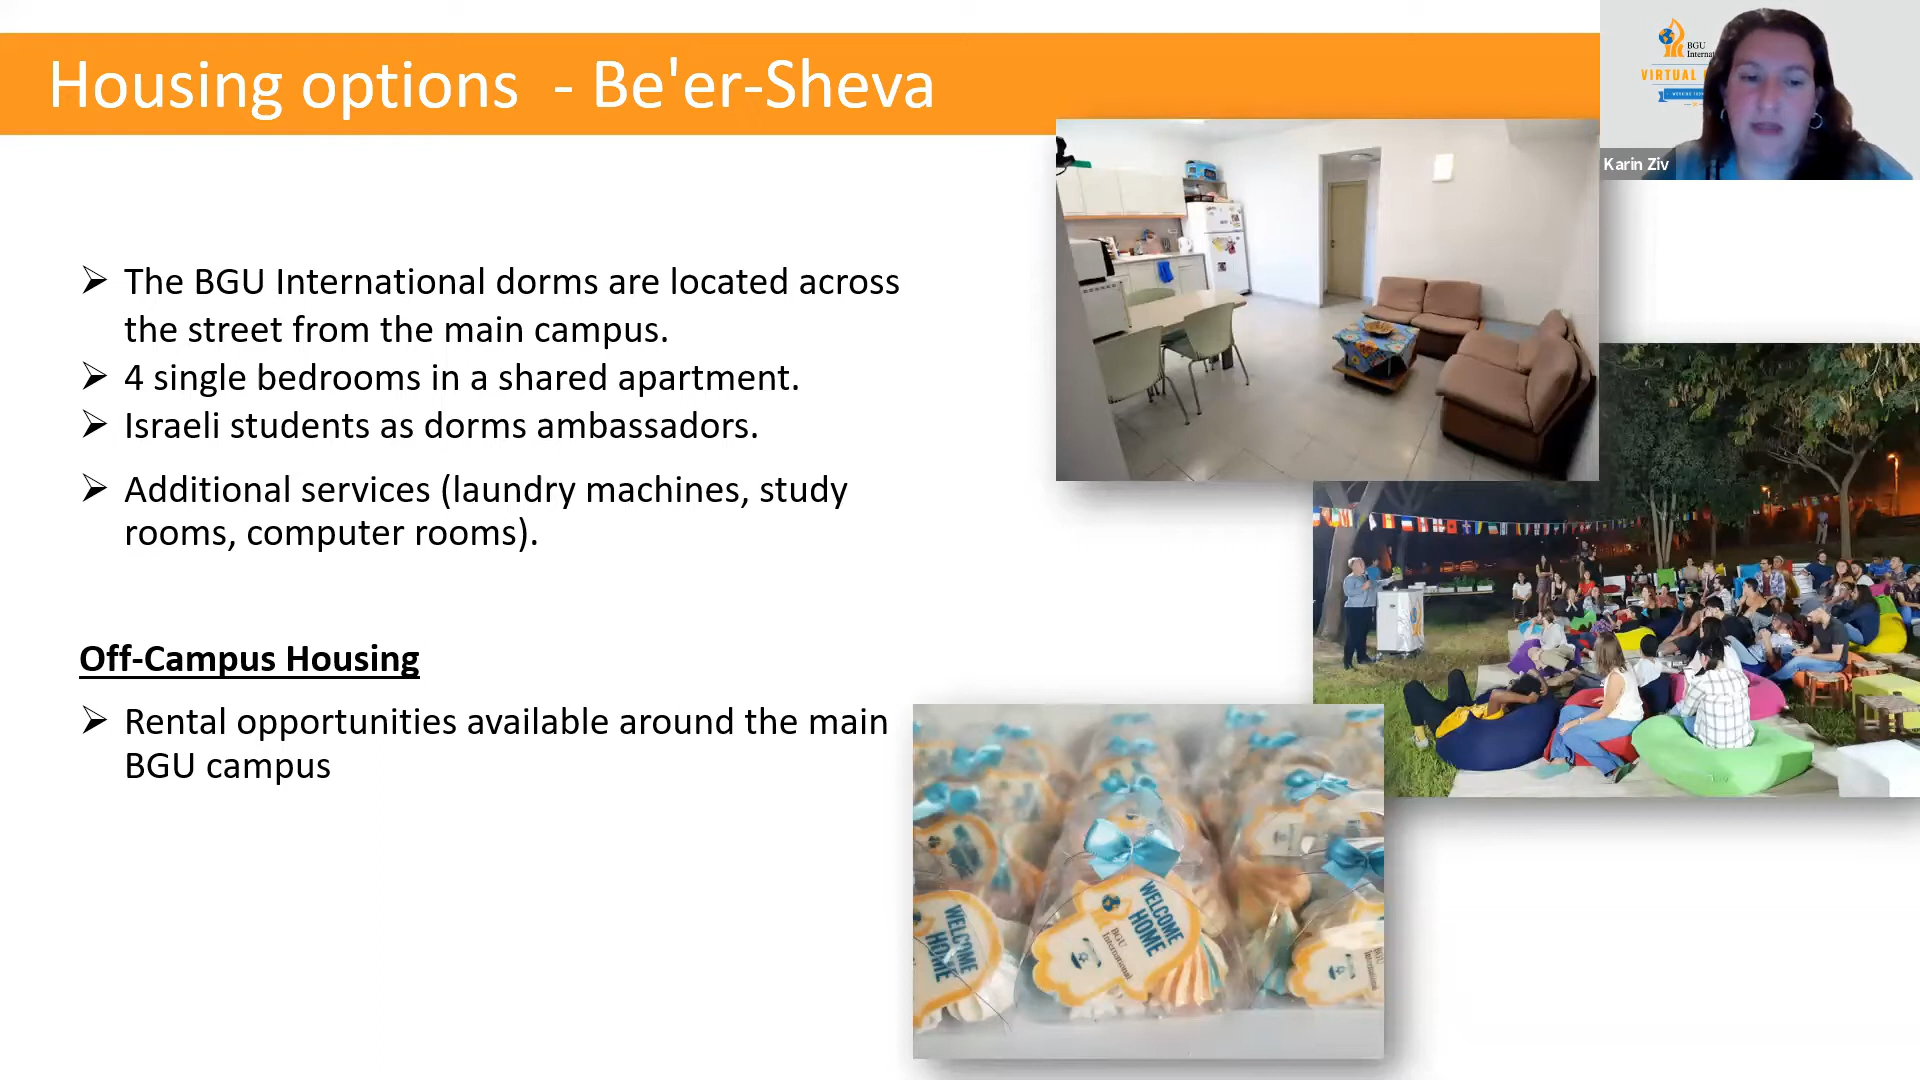 Housing options - Be'er-Sheva
BGU
VIRTUAL
Karin Ziv
➢ The BGU International dorms are located across
the street from the main campus.
➢ 4 single bedrooms in a shared apartment.
➢ Israeli students as dorms ambassadors.
➢ Additional services (laundry machines, study
rooms, computer rooms).
Off-Campus Housing
➢ Rental opportunities available around the main
BGU campus
WELCOME
HOME
BGU
International
WELCOME
HOME